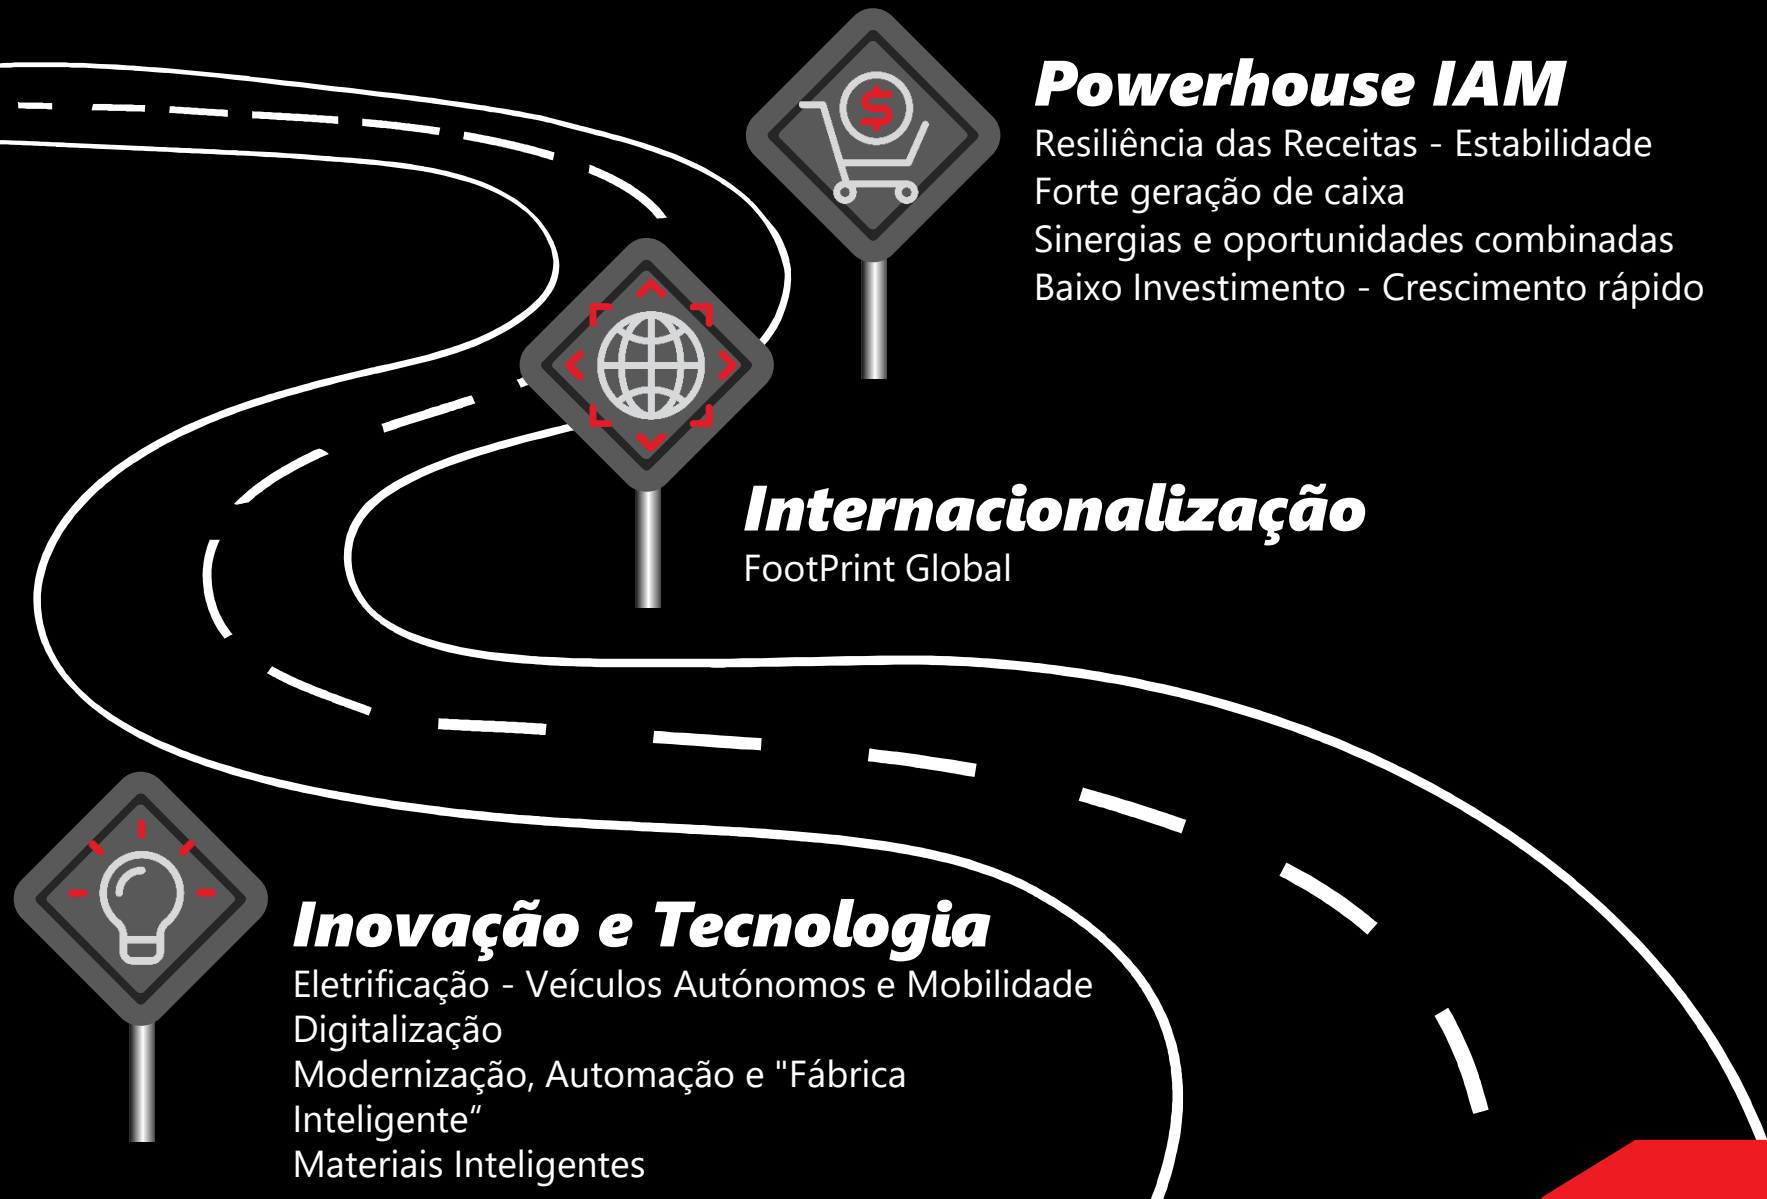 Powerhouse IAM
Resiliência das Receitas - Estabilidade
Forte geração de caixa
Sinergias e oportunidades combinadas
Baixo Investimento - Crescimento rápido
Internacionalização
FootPrint Global
Inovação e Tecnologia
Eletrificação - Veículos Autónomos e Mobilidade
Digitalização
Modernização, Automação e "Fábrica
Inteligente“
Materiais Inteligentes